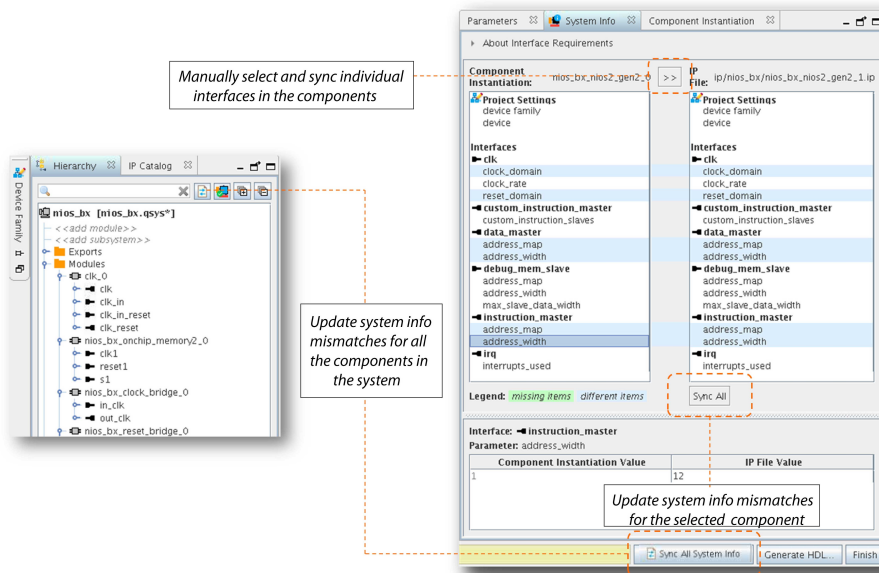 Parameters
System Info
Component Instantiation
About Interface Requirements
Manually select and sync individual
interfaces in the components
Component
Instantiation:
nios_bx_nios2_gen2_0
>>
IP
File:
ip/nios_bx/nios_bx_nios2_gen2_1.ip
Project Settings
device family
device
Interfaces
clk
clock_domain
clock_rate
reset_domain
custom_instruction_master
custom_instruction_slaves
data_master
address_map
address_width
debug_mem_slave
address_map
address_width
max_slave_data_width
instruction_master
address_map
address_width
irq
interrupts_used
Project Settings
device family
device
Interfaces
clk
clock_domain
clock_rate
reset_domain
custom_instruction_master
custom_instruction_slaves
data_master
address_map
address_width
debug_mem_slave
address_map
address_width
max_slave_data_width
instruction_master
address_map
address_width
irq
interrupts_used
Legend: missing items different items
Sync All
Device Family
Hierarchy
IP Catalog
nios_bx [nios_bx.qsys*]
<<add module>>
<<add subsystem>>
Exports
Modules
clk_0
clk
clk_in
clk_in_reset
clk_reset
nios_bx_onchip_memory2_0
clk1
reset1
s1
nios_bx_clock_bridge_0
in_clk
out_clk
nios_bx_reset_bridge_0
Update system info
mismatches for all
the components in
the system
Interface: instruction_master
Parameter: address_width
Component Instantiation Value
IP File Value
1
12
Update system info mismatches
for the selected component
Sync All System Info
Generate HDL...
Finish